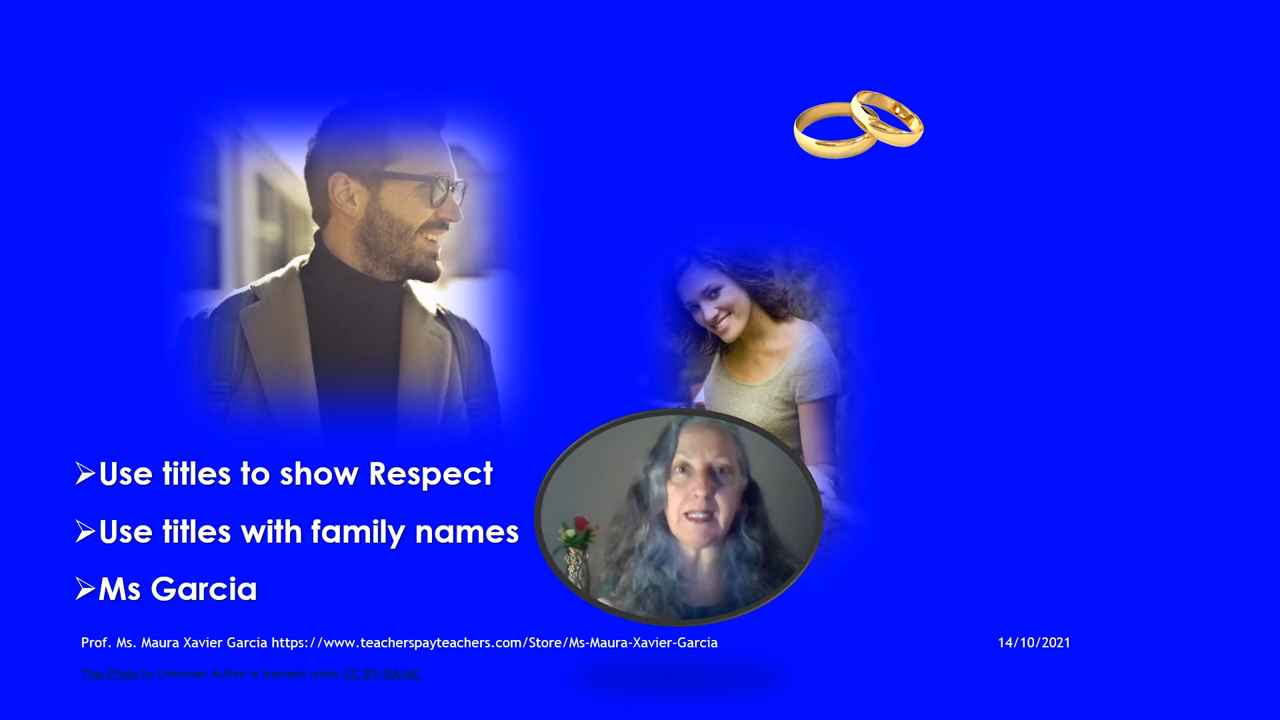 ➢Use titles to show Respect
➢Use titles with family names
➢Ms Garcia
Prof. Ms. Maura Xavier Garcia https://www.teacherspayteachers.com/Store/Ms-Maura-Xavier-Garcia 14/10/2021
This Photo by Unknown Author is licensed under CC BY-SA-NC